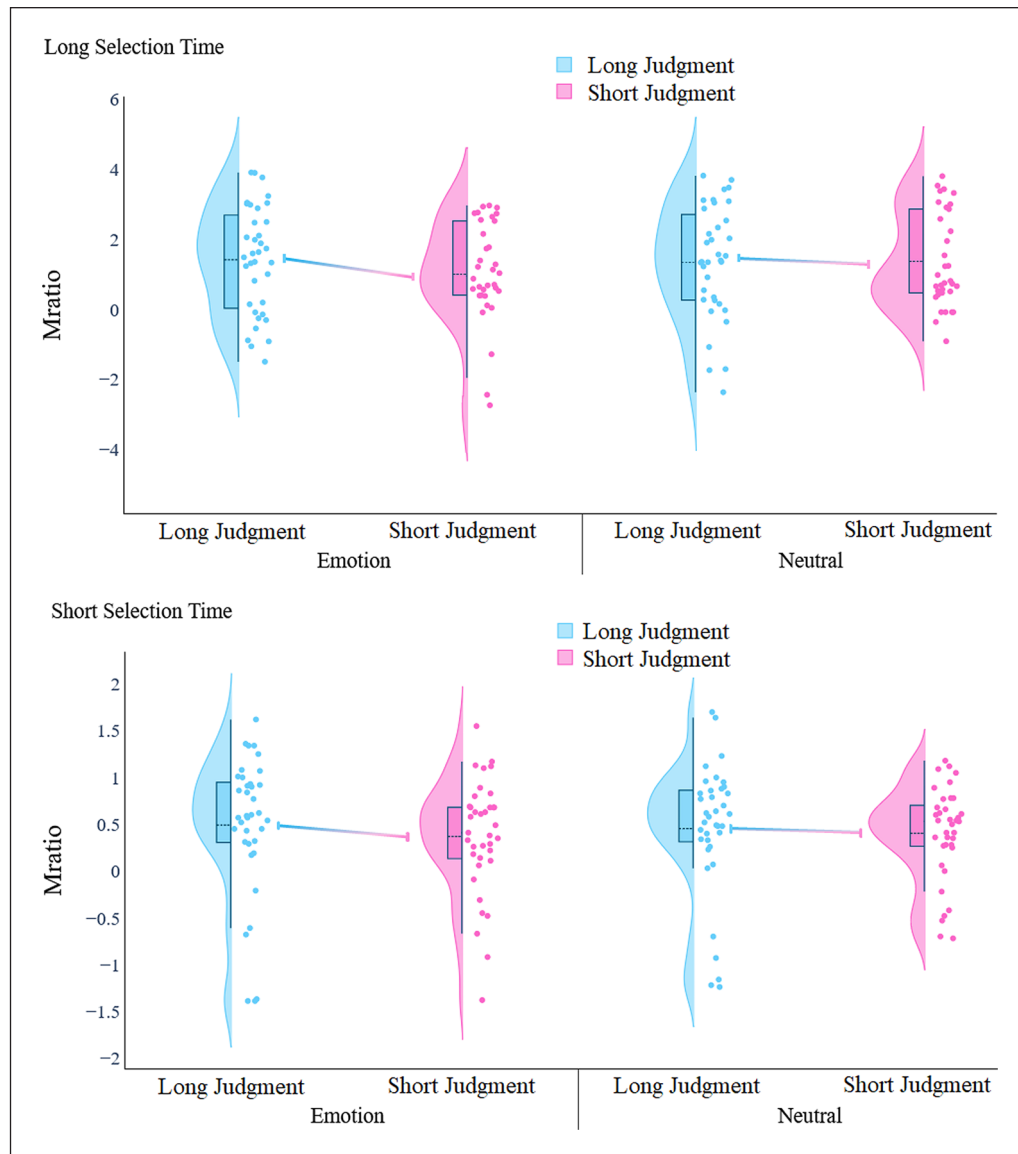 Long Selection Time
Long Judgment
Short Judgment
6
4
2
0
−2
−4
Mratio
Long Judgment Short Judgment Long Judgment Short Judgment
Emotion Neutral
Short Selection Time
Long Judgment
Short Judgment
2
1.5
1
0.5
0
−0.5
−1
−1.5
−2
Mratio
Long Judgment Short Judgment Long Judgment Short Judgment
Emotion Neutral